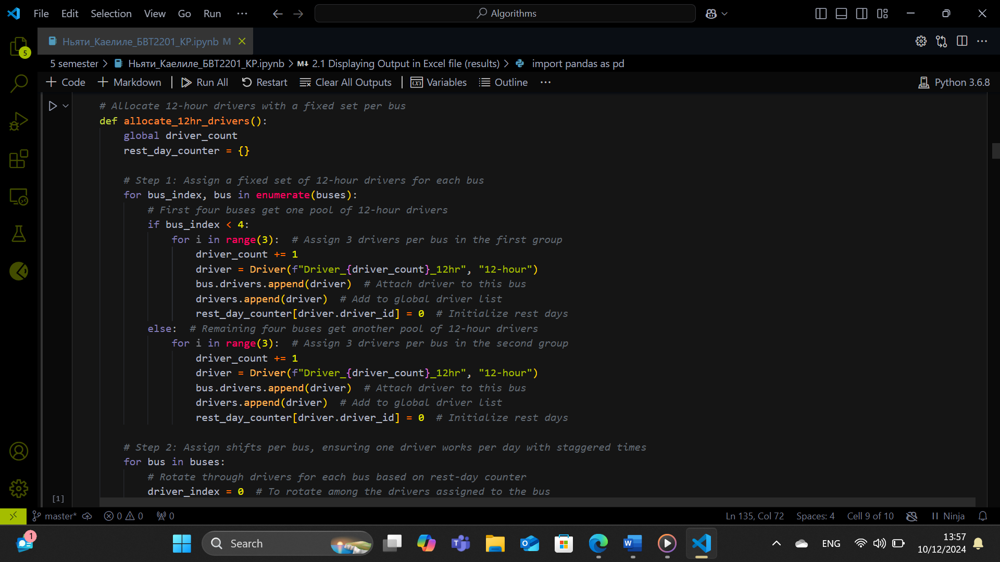 File Edit Selection View Go Run ··· Algorithms
Ньяти_Каелиле_БВТ2201_КР.ipynb M
5
5 semester > Ньяти_Каелиле_БВТ2201_КР.ipynb > M↓ 2.1 Displaying Output in Excel file (results) > import pandas as pd
+ Code + Markdown | Run All Restart Clear All Outputs | (x) Variables Outline ··· Python 3.6.8
# Allocate 12-hour drivers with a fixed set per bus
def allocate_12hr_drivers():
    global driver_count
    rest_day_counter = {}
    # Step 1: Assign a fixed set of 12-hour drivers for each bus
    for bus_index, bus in enumerate(buses):
        # First four buses get one pool of 12-hour drivers
        if bus_index < 4:
            for i in range(3):  # Assign 3 drivers per bus in the first group
                driver_count += 1
                driver = Driver(f"Driver_{driver_count}_12hr", "12-hour")
                bus.drivers.append(driver)  # Attach driver to this bus
                drivers.append(driver)  # Add to global driver list
                rest_day_counter[driver.driver_id] = 0  # Initialize rest days
        else:  # Remaining four buses get another pool of 12-hour drivers
            for i in range(3):  # Assign 3 drivers per bus in the second group
                driver_count += 1
                driver = Driver(f"Driver_{driver_count}_12hr", "12-hour")
                bus.drivers.append(driver)  # Attach driver to this bus
                drivers.append(driver)  # Add to global driver list
                rest_day_counter[driver.driver_id] = 0  # Initialize rest days
    # Step 2: Assign shifts per bus, ensuring one driver works per day with staggered times
    for bus in buses:
        # Rotate through drivers for each bus based on rest-day counter
        driver_index = 0  # To rotate among the drivers assigned to the bus
[1]
master* 0 0 0 Ln 135, Col 72 Spaces: 4 Cell 9 of 10 Ninja
1 Search T O W ENG 13:57
10/12/2024